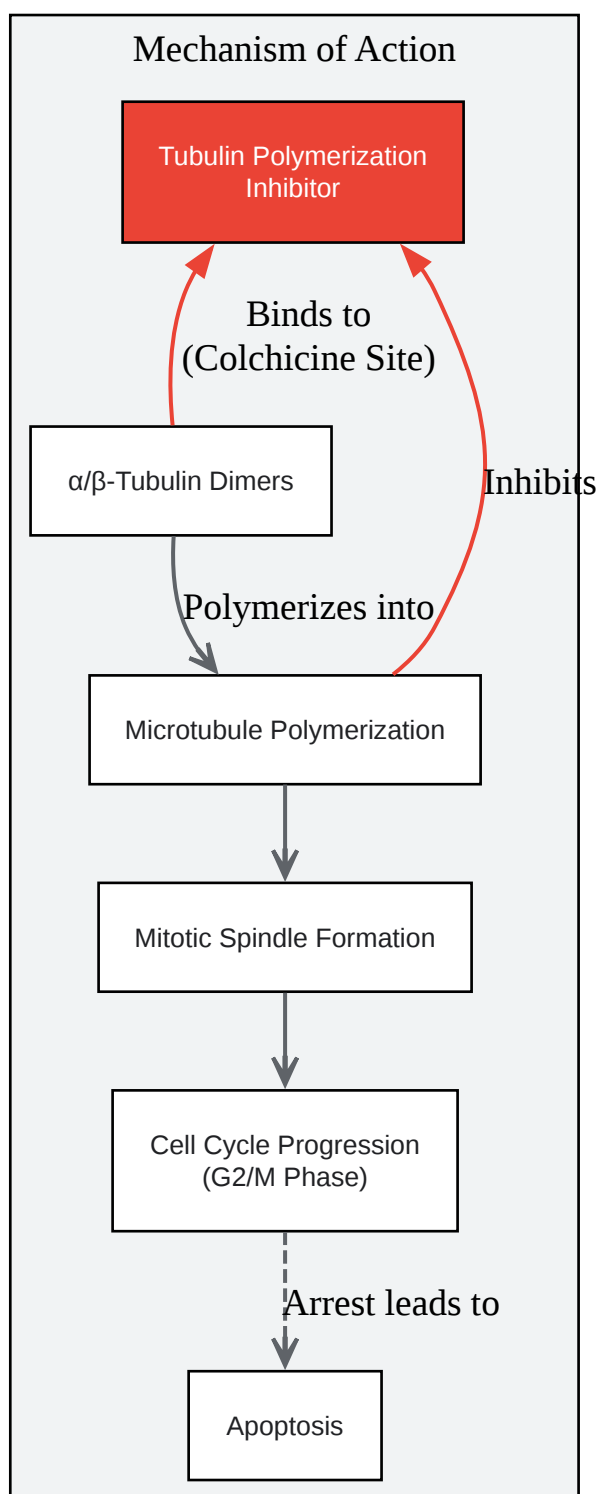 Mechanism of Action
Tubulin Polymerization
Inhibitor
Binds to
(Colchicine Site)
α/β-Tubulin Dimers
Inhibits
Polymerizes into
Microtubule Polymerization
Mitotic Spindle Formation
Cell Cycle Progression
(G2/M Phase)
Arrest leads to
Apoptosis